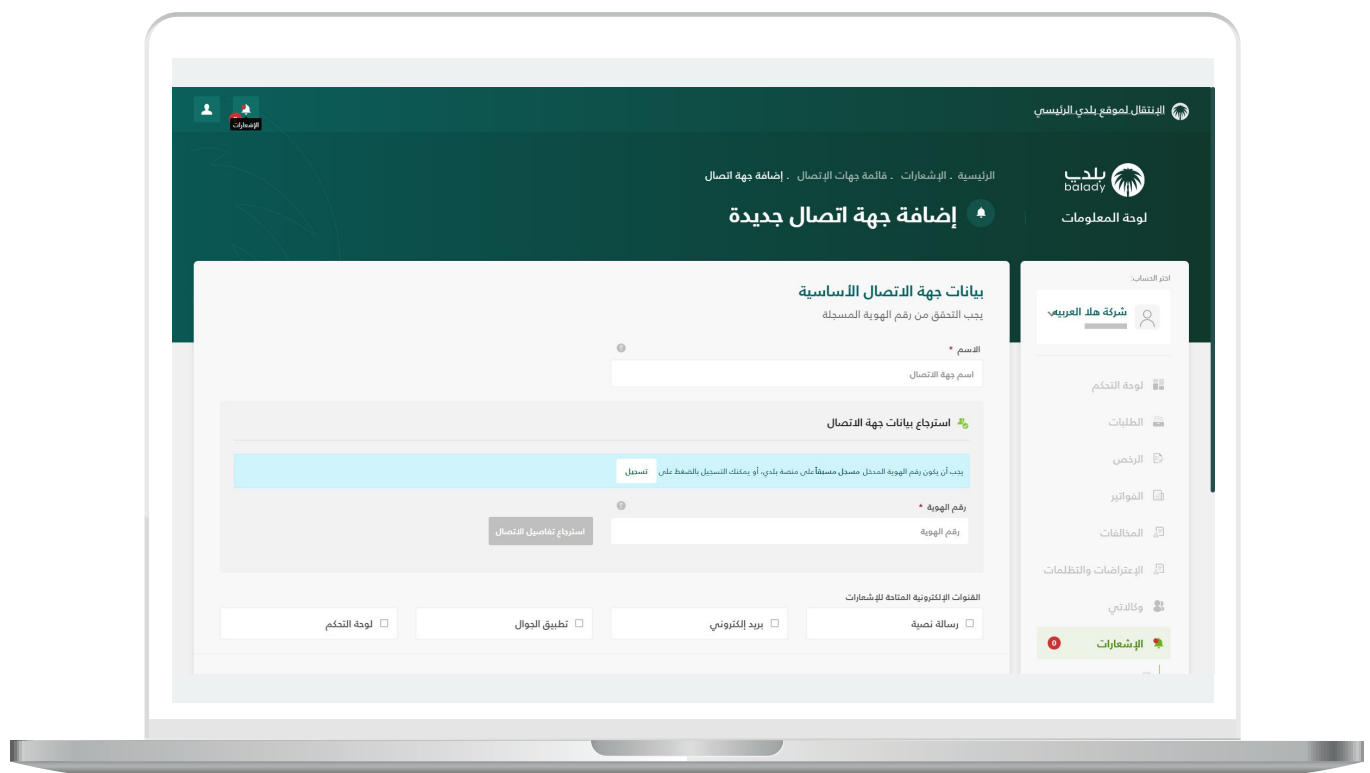 الإنتقال لموقع بلدي الرئيسي
الإشعارات
بلدي
balady
لوحة المعلومات
الرئيسية . الإشعارات . قائمة جهات الإتصال . إضافة جهة اتصال
إضافة جهة اتصال جديدة
اختر الحساب:
شركة هلا العربيه
لوحة التحكم
الطلبات
الرخص
الفواتير
المخالفات
الإعتراضات والتظلمات
وكالاتي
الإشعارات 0
بيانات جهة الاتصال الأساسية
يجب التحقق من رقم الهوية المسجلة
الاسم *
اسم جهة الاتصال
استرجاع بيانات جهة الاتصال
يجب أن يكون رقم الهوية المدخل مسجل مسبقاً على منصة بلدي، أو يمكنك التسجيل بالضغط على تسجيل
رقم الهوية *
رقم الهوية
استرجاع تفاصيل الاتصال
القنوات الإلكترونية المتاحة للإشعارات
رسالة نصية
بريد إلكتروني
تطبيق الجوال
لوحة التحكم